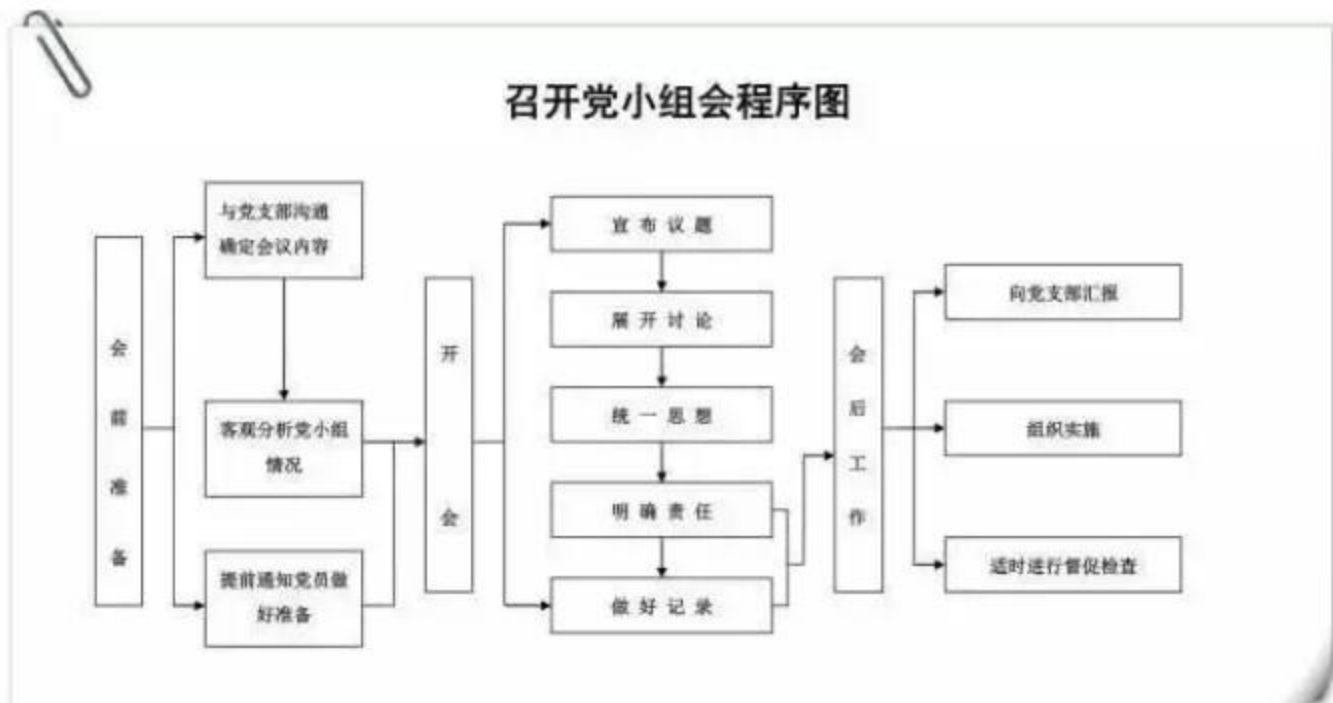 召开党小组会程序图
会前准备
与党支部沟通
确定会议内容
客观分析党小组
情况
提前通知党员做
好准备
开会
宣布议题
展开讨论
统一思想
明确责任
做好记录
会后工作
向党支部汇报
组织实施
适时进行督促检查